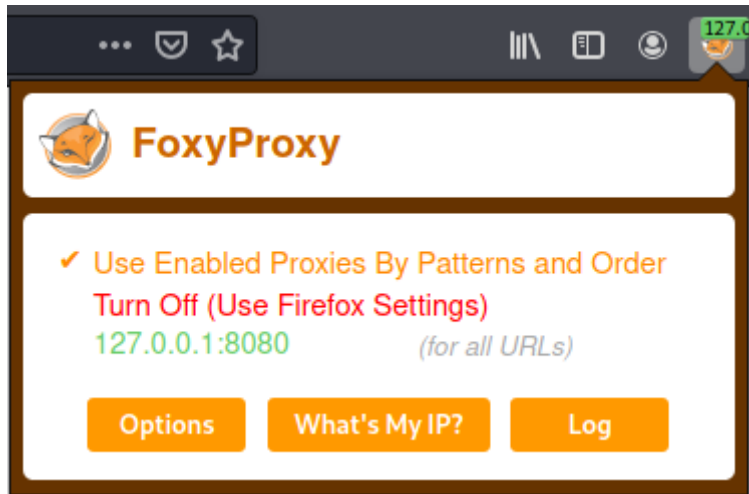 127.0
FoxyProxy
✔ Use Enabled Proxies By Patterns and Order
Turn Off (Use Firefox Settings)
127.0.0.1:8080 (for all URLs)
Options What's My IP? Log